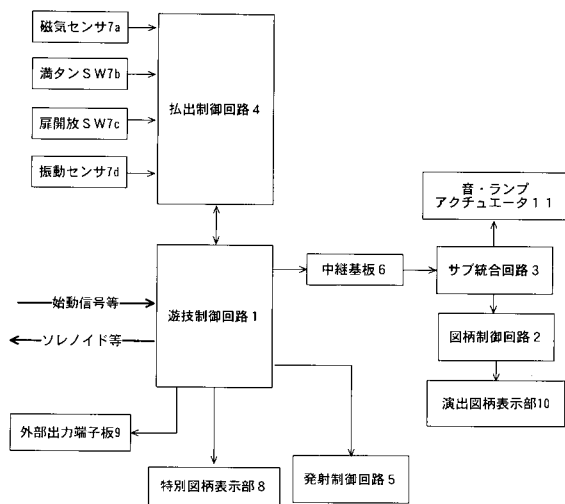 磁気センサ7a
満タンSW7b
扉開放SW7c
振動センサ7d
払出制御回路4
音・ランプ
アクチュエータ11
中継基板6
サブ統合回路3
始動信号等
遊技制御回路1
ソレノイド等
図柄制御回路2
演出図柄表示部10
外部出力端子板9
特別図柄表示部8
発射制御回路5